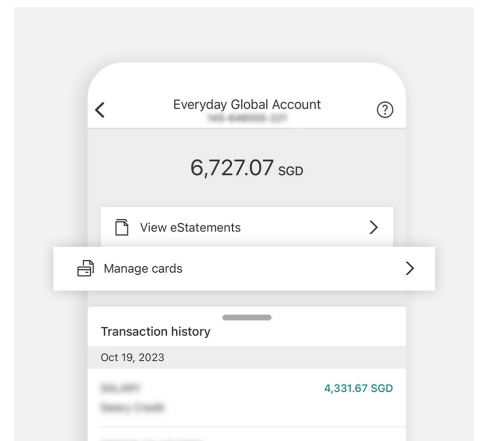 Everyday Global Account
6,727.07 SGD
View eStatements
Manage cards
Transaction history
Oct 19, 2023
4,331.67 SGD